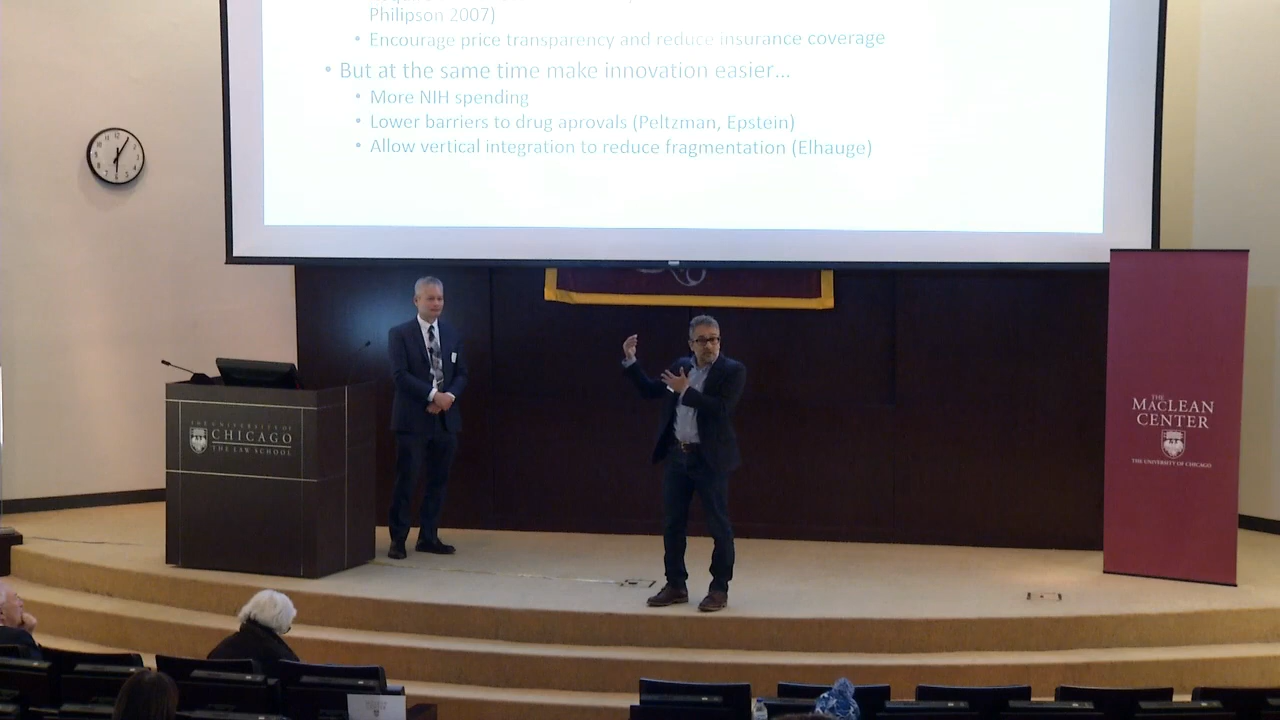 Philipson 2007)
• Encourage price transparency and reduce insurance coverage
• But at the same time make innovation easier...
• More NIH spending
• Lower barriers to drug aprovals (Peltzman, Epstein)
• Allow vertical integration to reduce fragmentation (Elhauge)
THE UNIVERSITY OF
CHICAGO
THE LAW SCHOOL
THE
MACLEAN
CENTER
THE UNIVERSITY OF CHICAGO